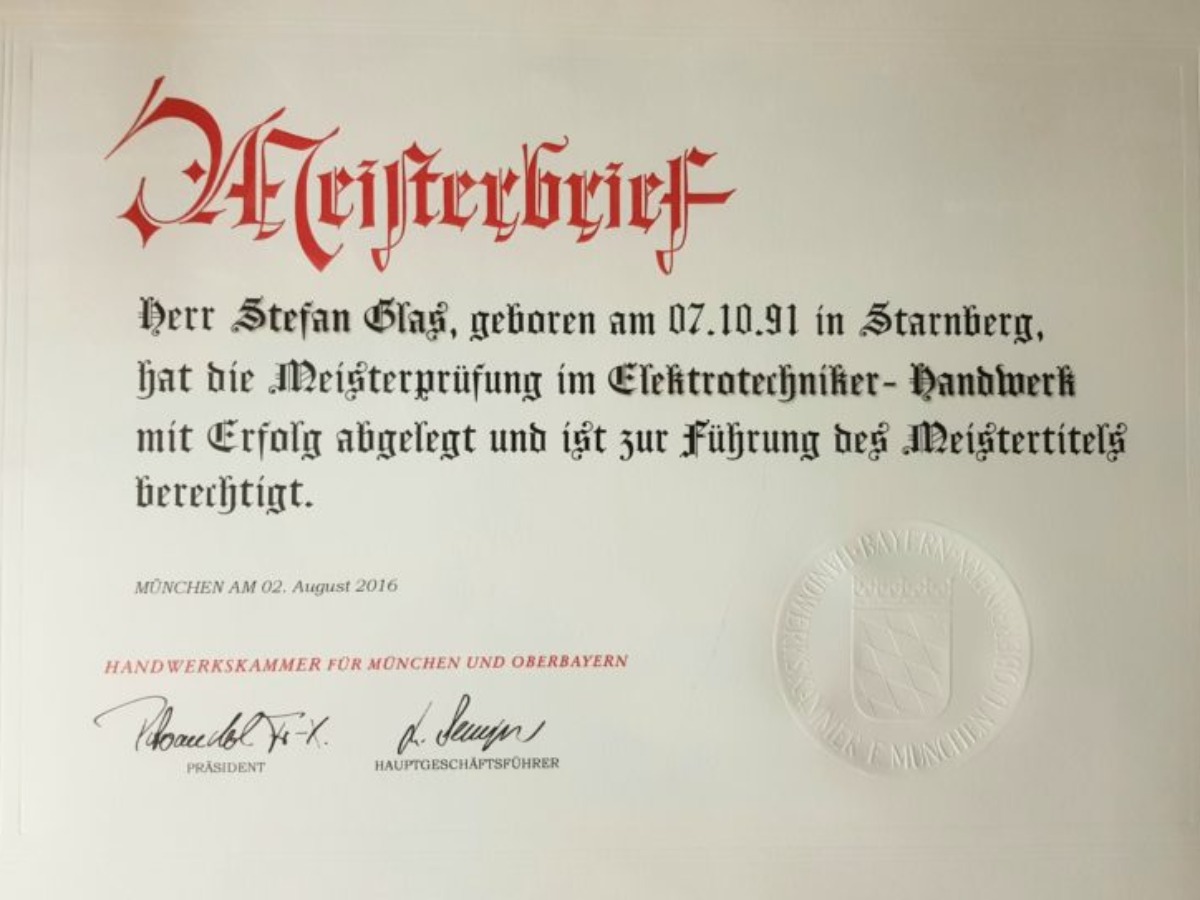 Meisterbrief
Herr Stefan Glas, geboren am 07.10.91 in Starnberg,
hat die Meisterprüfung im Elektrotechniker- Handwerk
mit Erfolg abgelegt und ist zur Führung des Meistertitels
berechtigt.
MÜNCHEN AM 02. August 2016
HANDWERKSKAMMER FÜR MÜNCHEN UND OBERBAYERN
PRÄSIDENT
HAUPTGESCHÄFTSFÜHRER
BAYERN
MÜNCHEN